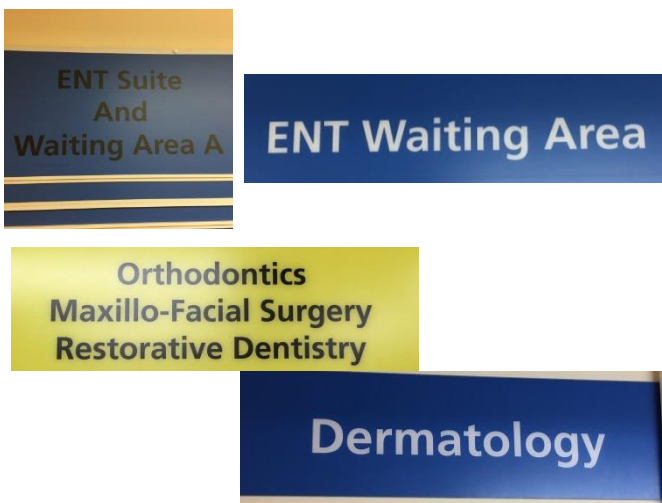 ENT Suite
And
Waiting Area A
ENT Waiting Area
Orthodontics
Maxillo-Facial Surgery
Restorative Dentistry
Dermatology